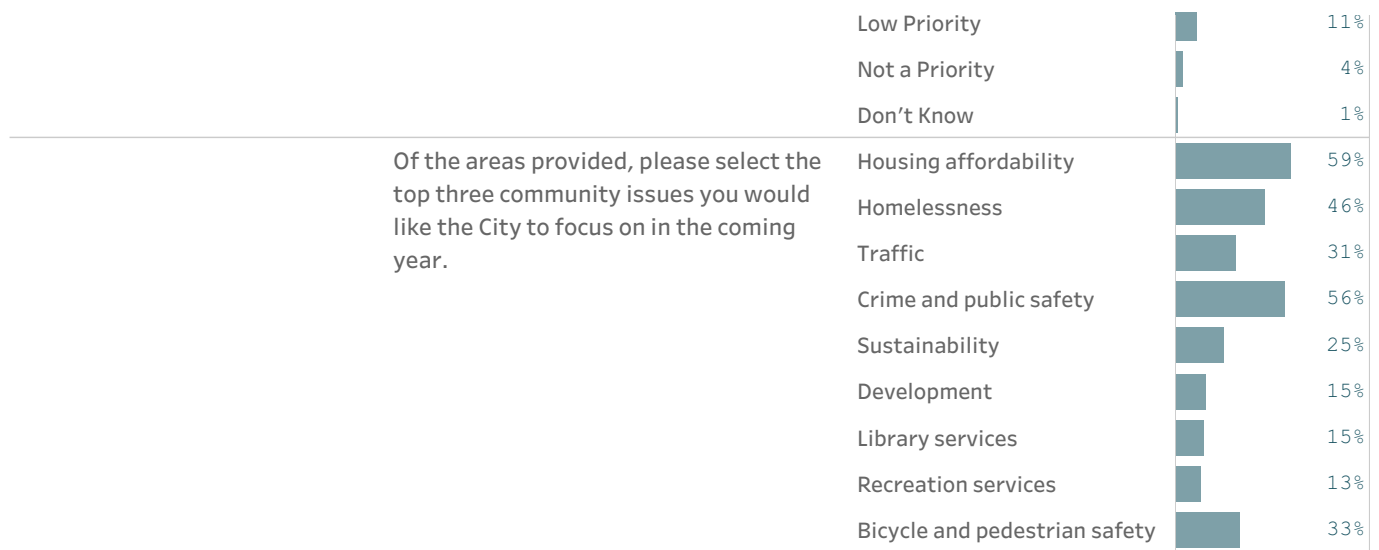 Low Priority 11%
Not a Priority 4%
Don’t Know 1%
Of the areas provided, please select the
top three community issues you would
like the City to focus on in the coming
year.
Housing affordability 59%
Homelessness 46%
Traffic 31%
Crime and public safety 56%
Sustainability 25%
Development 15%
Library services 15%
Recreation services 13%
Bicycle and pedestrian safety 33%